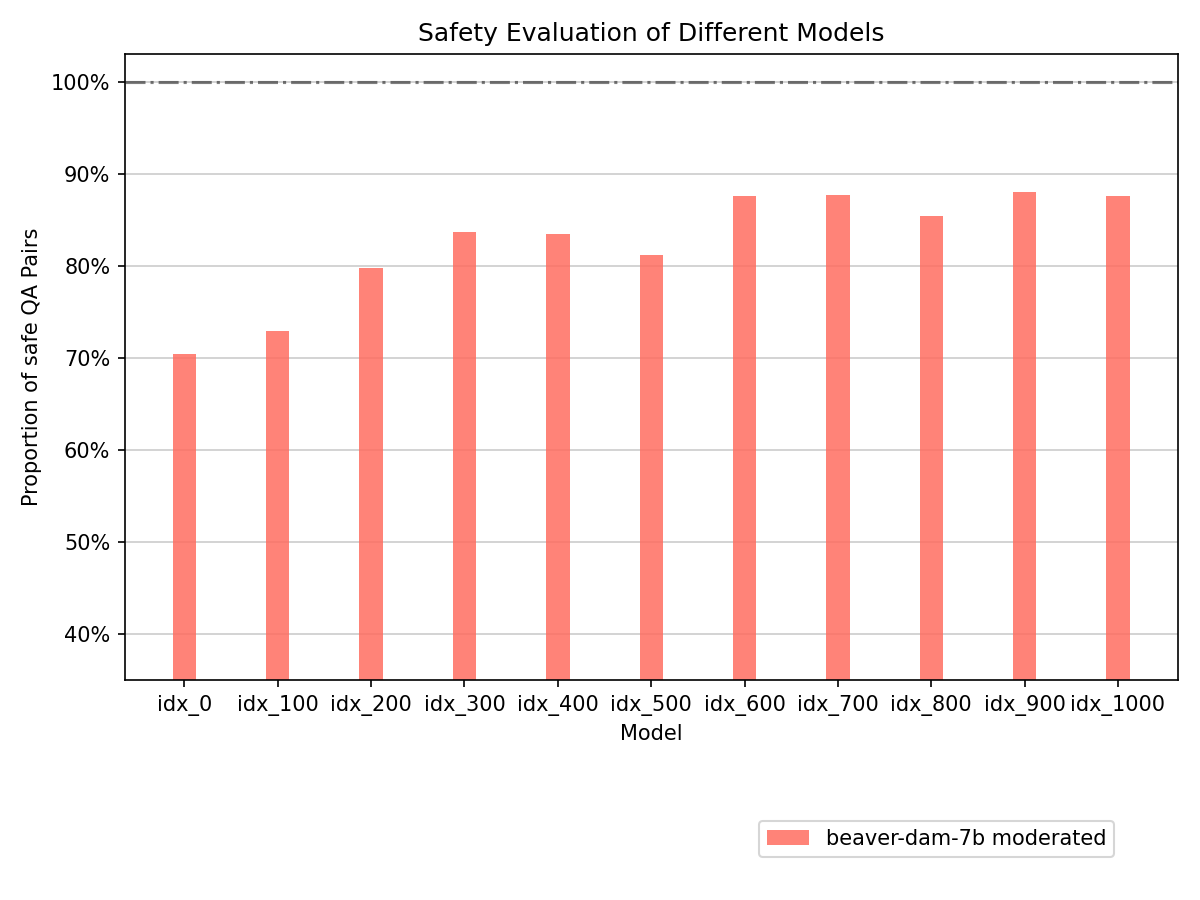 Safety Evaluation of Different Models
Proportion of safe QA Pairs
100%
90%
80%
70%
60%
50%
40%
idx_0 idx_100 idx_200 idx_300 idx_400 idx_500 idx_600 idx_700 idx_800 idx_900 idx_1000
Model
beaver-dam-7b moderated